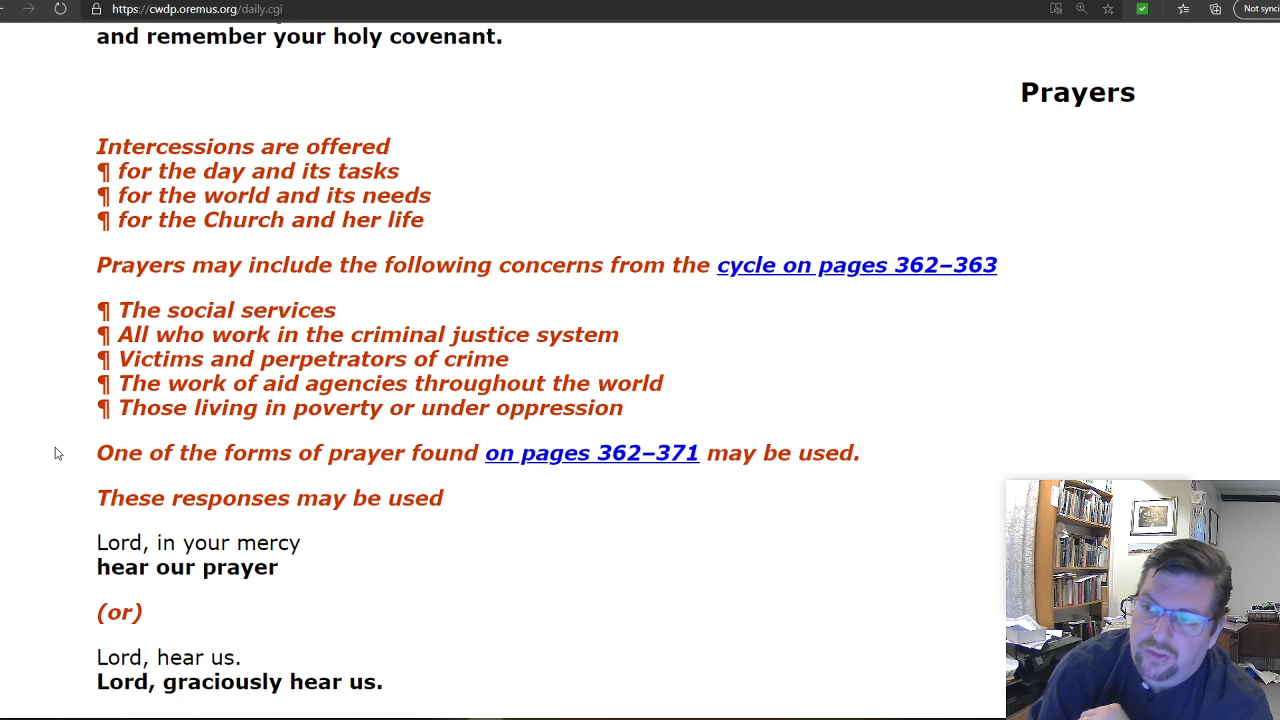 https://cwdp.oremus.org/daily.cgi
Not synci
and remember your holy covenant.
Prayers
Intercessions are offered
¶ for the day and its tasks
¶ for the world and its needs
¶ for the Church and her life
Prayers may include the following concerns from the cycle on pages 362–363
¶ The social services
¶ All who work in the criminal justice system
¶ Victims and perpetrators of crime
¶ The work of aid agencies throughout the world
¶ Those living in poverty or under oppression
One of the forms of prayer found on pages 362–371 may be used.
These responses may be used
Lord, in your mercy
hear our prayer
(or)
Lord, hear us.
Lord, graciously hear us.